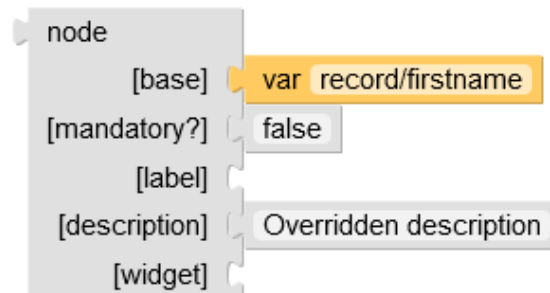 node
[base] var record/firstname
[mandatory?] false
[label]
[description] Overridden description
[widget]